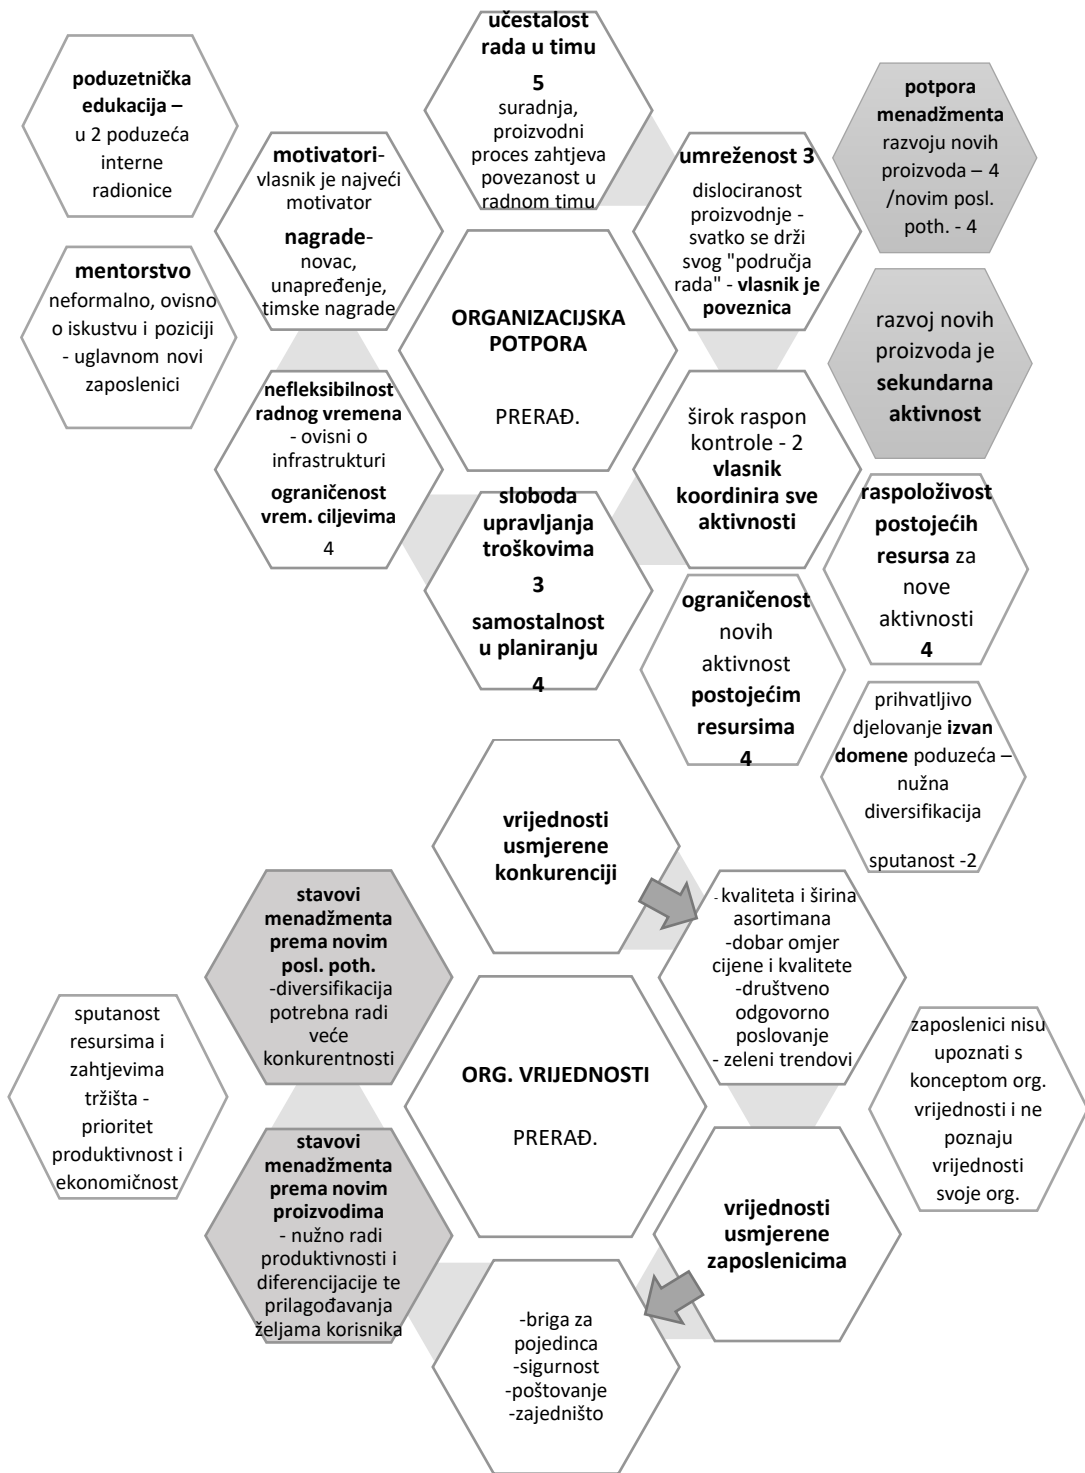 učestalost
rada u timu
5
suradnja,
proizvodni
proces zahtjeva
povezanost u
radnom timu
poduzetnička
edukacija –
u 2 poduzeća
interne
radionice
motivatori-
vlasnik je najveći
motivator
nagrade-
novac,
unapređenje,
timske nagrade
umreženost 3
dislociranost
proizvodnje -
svatko se drži
svog "područja
rada" - vlasnik je
poveznica
potpora
menadžmenta
razvoju novih
proizvoda – 4
/novim posl.
poth. - 4
mentorstvo
neformalno, ovisno
o iskustvu i poziciji
- uglavnom novi
zaposlenici
ORGANIZACIJSKA
POTPORA
PRERAĐ.
razvoj novih
proizvoda je
sekundarna
aktivnost
nefleksibilnost
radnog vremena
- ovisni o
infrastrukturi
ograničenost
vrem. ciljevima
4
širok raspon
kontrole - 2
vlasnik
koordinira sve
aktivnosti
sloboda
upravljanja
troškovima
3
samostalnost
u planiranju
4
raspoloživost
postojećih
resursa za
nove
aktivnosti
4
ograničenost
novih
aktivnost
postojećim
resursima
4
prihvatljivo
djelovanje izvan
domene poduzeća –
nužna
diversifikacija
sputanost -2
vrijednosti
usmjerene
konkurenciji
stavovi
menadžmenta
prema novim
posl. poth.
-diversifikacija
potrebna radi
veće
konkurentnosti
- kvaliteta i širina
asortimana
-dobar omjer
cijene i kvalitete
-društveno
odgovorno
poslovanje
- zeleni trendovi
sputanost
resursima i
zahtjevima
tržišta -
prioritet
produktivnost i
ekonomičnost
ORG. VRIJEDNOSTI
PRERAĐ.
zaposlenici nisu
upoznati s
konceptom org.
vrijednosti i ne
poznaju
vrijednosti
svoje org.
stavovi
menadžmenta
prema novim
proizvodima
- nužno radi
produktivnosti i
diferencijacije te
prilagođavanja
željama korisnika
vrijednosti
usmjerene
zaposlenicima
-briga za
pojedinca
-sigurnost
-poštovanje
-zajedništo